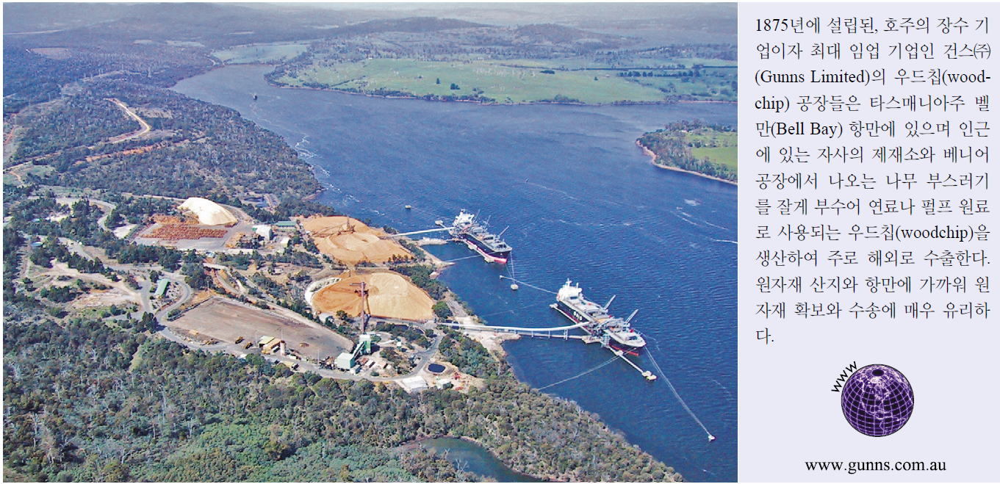 1875년에 설립된, 호주의 장수 기
업이자 최대 임업 기업인 건스㈜
(Gunns Limited)의 우드칩(wood-
chip) 공장들은 타스매니아주 벨
만(Bell Bay) 항만에 있으며 인근
에 있는 자사의 제재소와 베니어
공장에서 나오는 나무 부스러기
를 잘게 부수어 연료나 펄프 원료
로 사용되는 우드칩(woodchip)을
생산하여 주로 해외로 수출한다.
원자재 산지와 항만에 가까워 원
자재 확보와 수송에 매우 유리하
다.
www
www.gunns.com.au